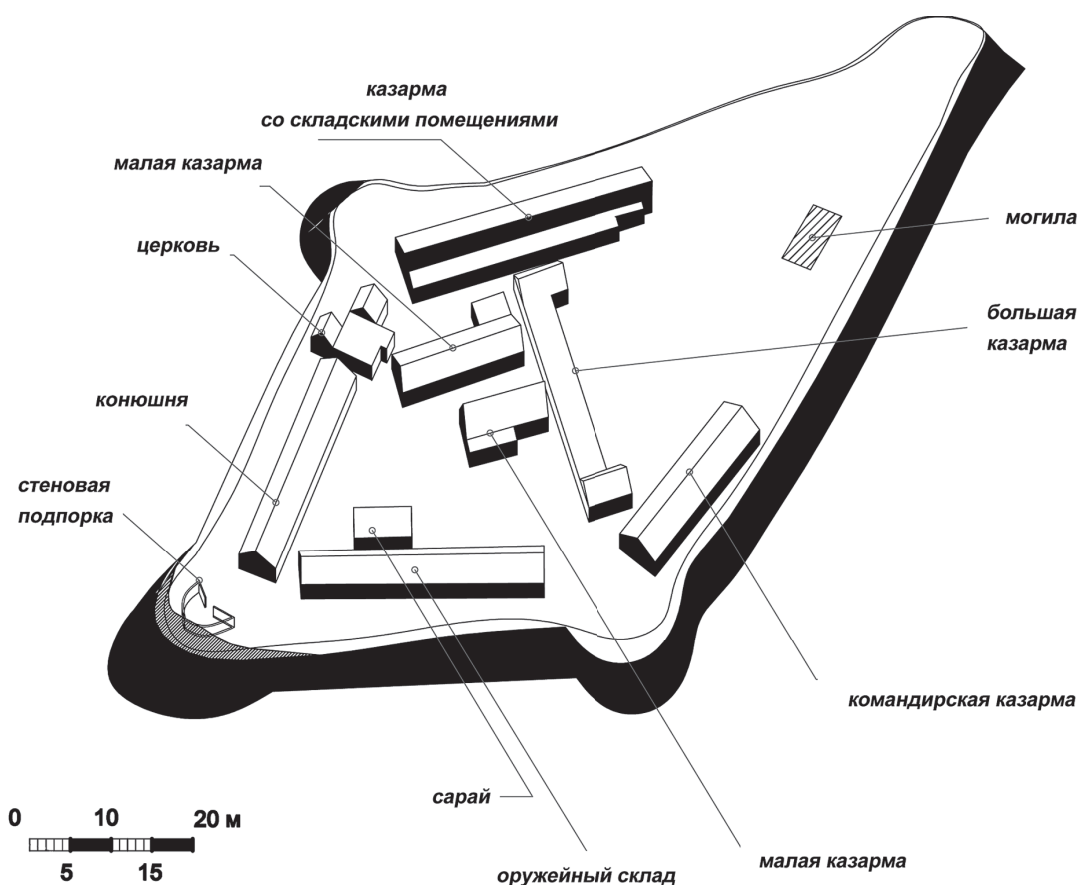 казарма
со складскими помещениями
малая казарма
церковь
могила
большая
казарма
конюшня
стеновая
подпорка
командирская казарма
сарай
0 10 20 м
5 15
малая казарма
оружейный склад